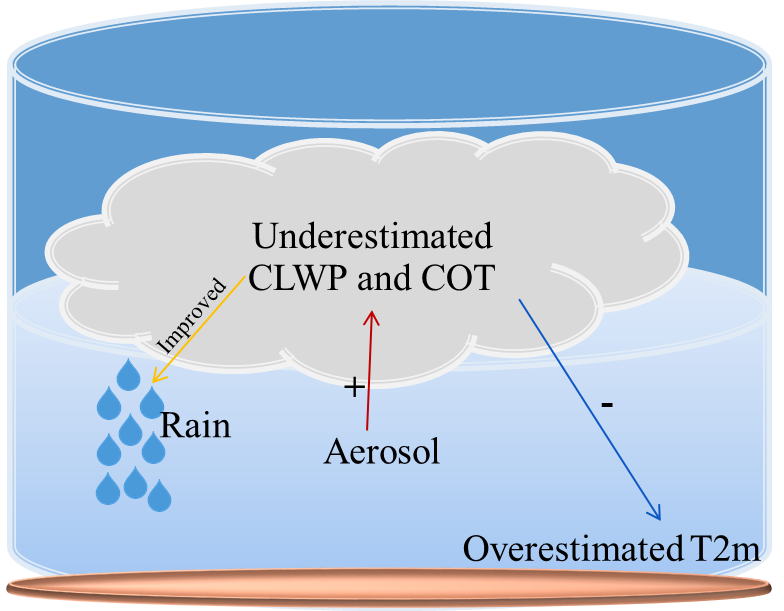 Underestimated
CLWP and COT
Improved
+
-
Rain
Aerosol
Overestimated T2m